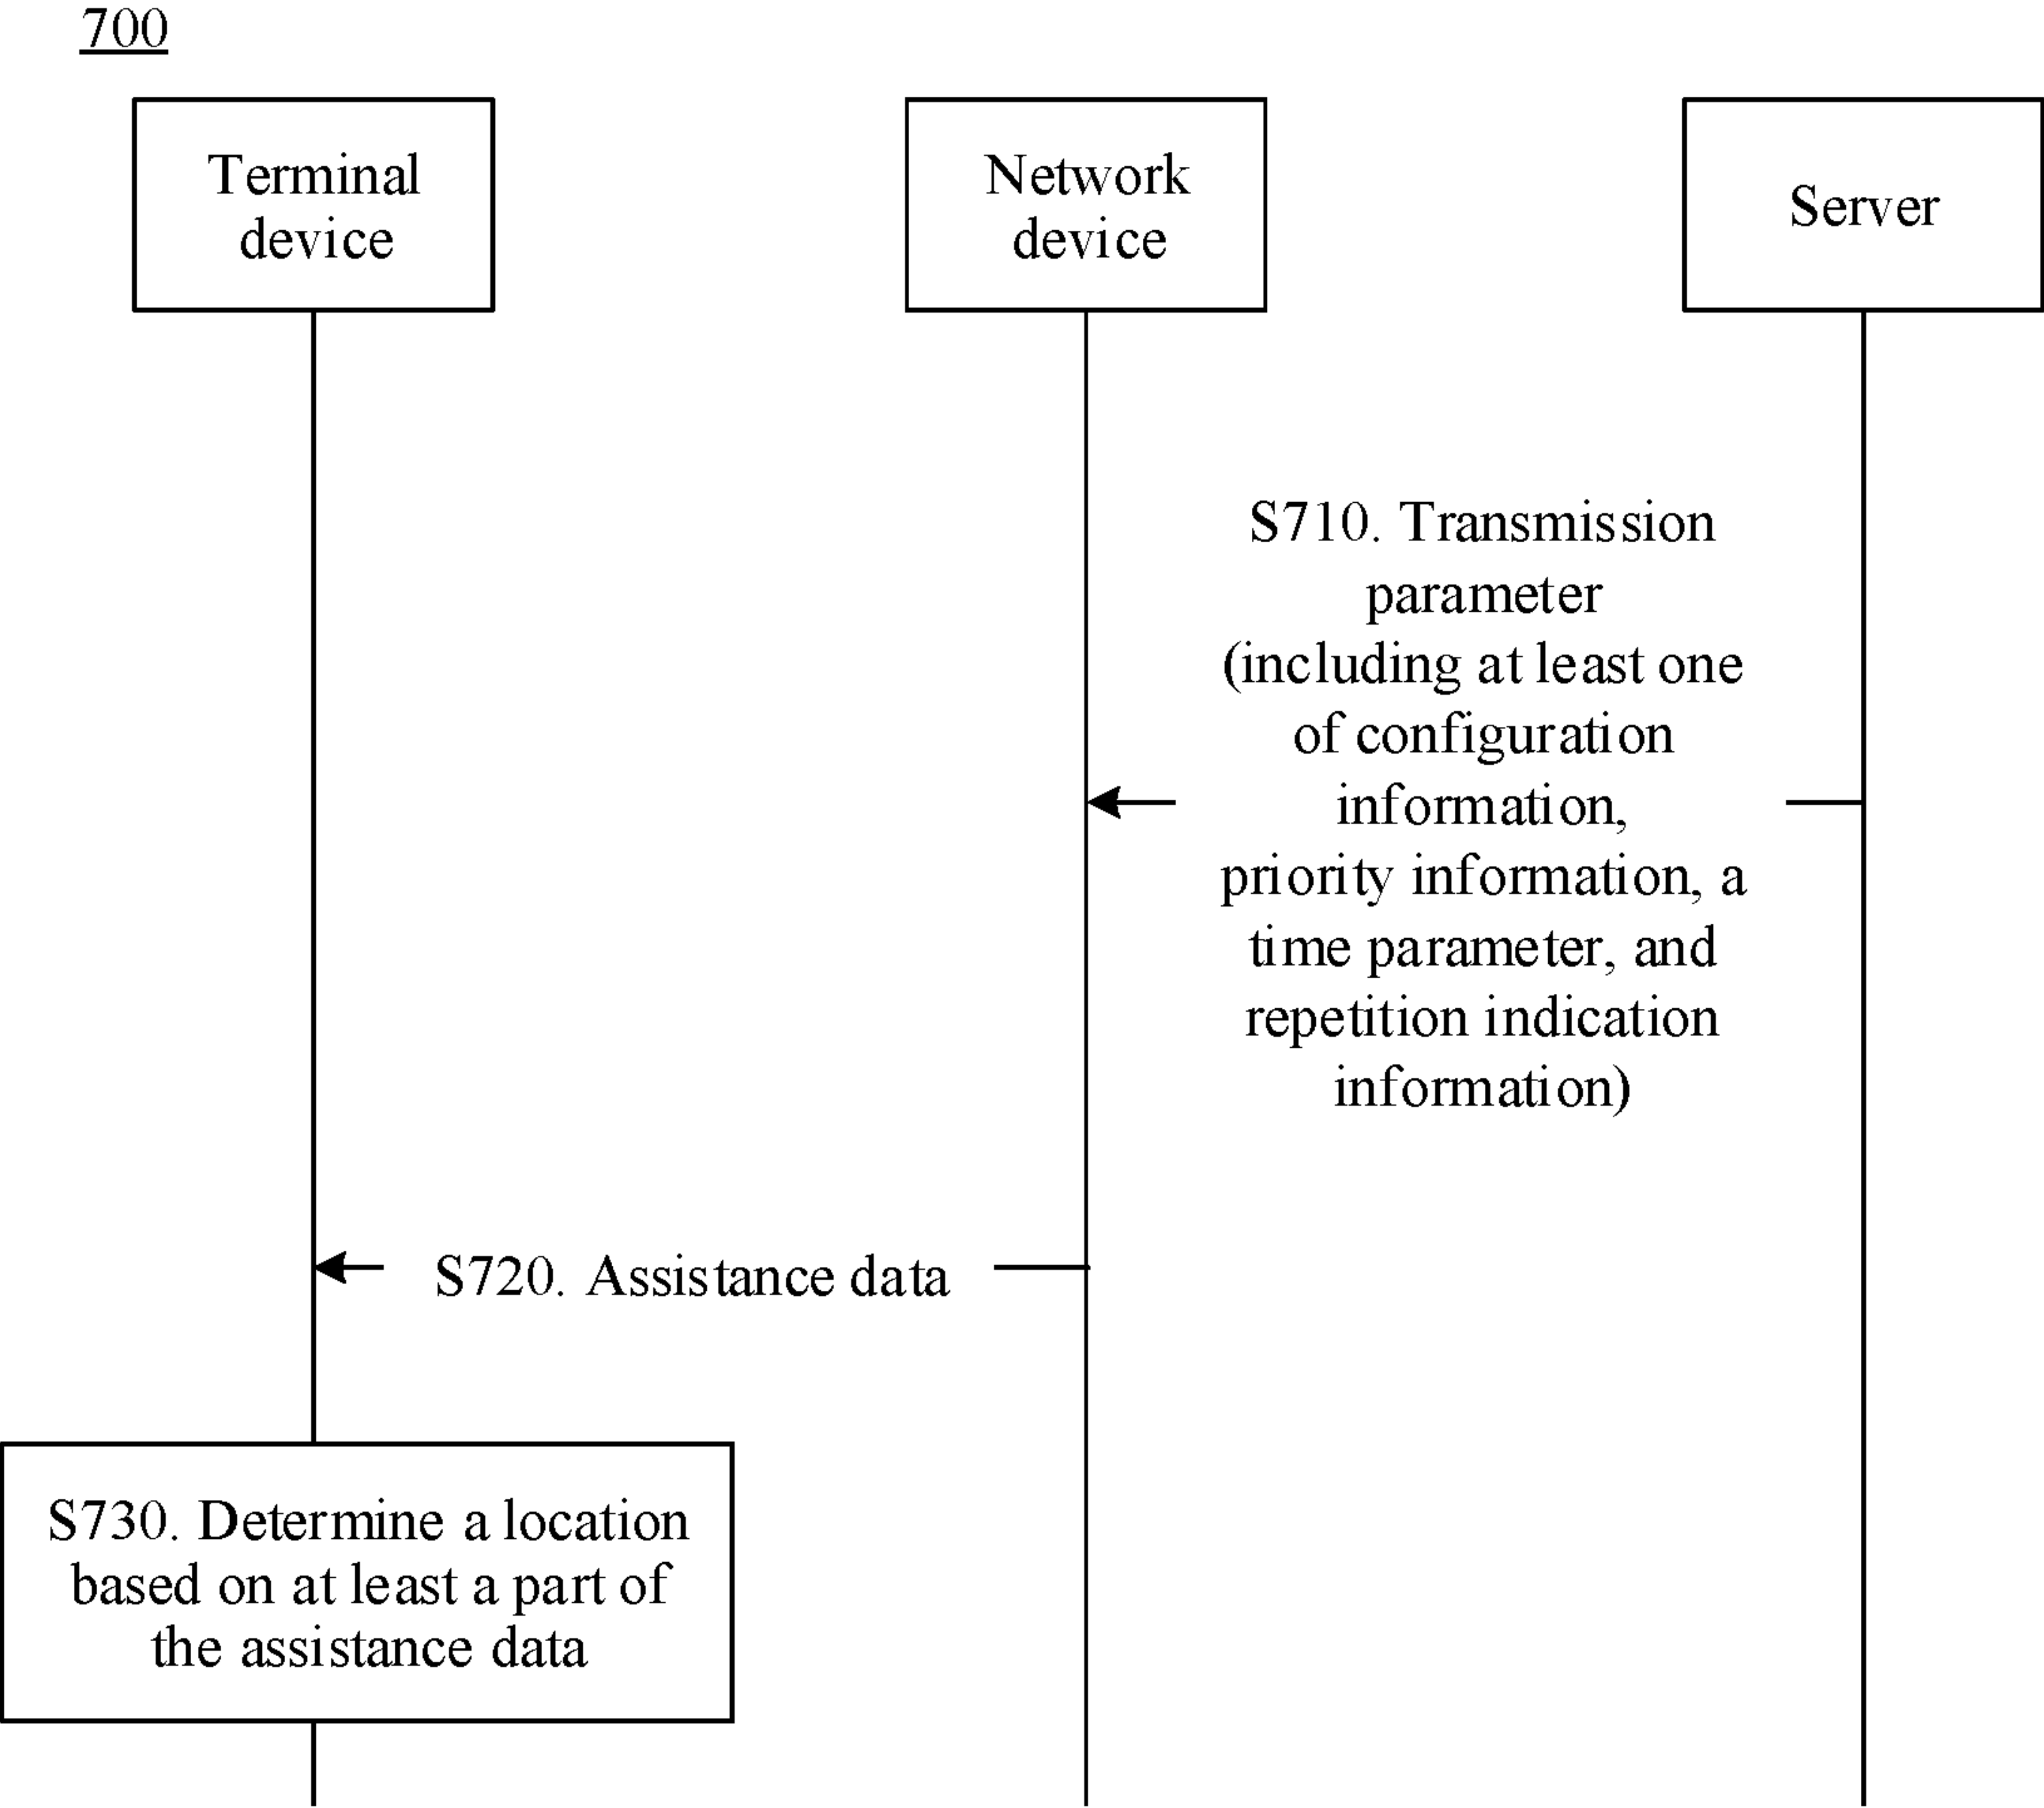 700
Terminal
device
Network
device
Server
S710. Transmission
parameter
(including at least one
of configuration
information,
priority information, a
time parameter, and
repetition indication
information)
S720. Assistance data
S730. Determine a location
based on at least a part of
the assistance data